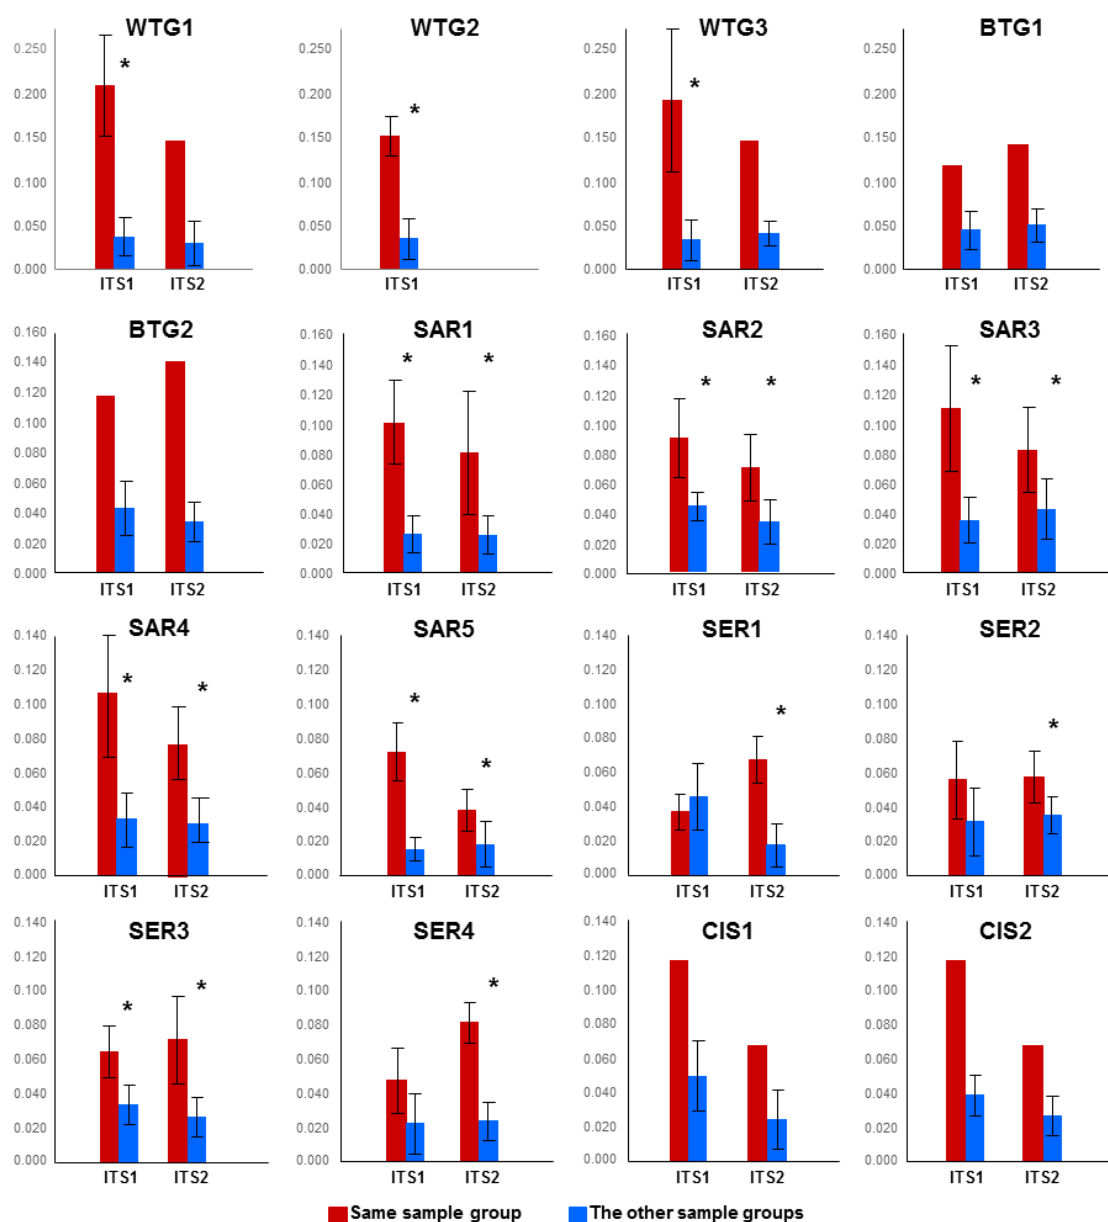 WTG1 WTG2 WTG3 BTG1
0.250 0.250 0.250 0.250
* * *
0.200 0.200 0.200 0.200
0.150 0.150 0.150 0.150
0.100 0.100 0.100 0.100
0.050 0.050 0.050 0.050
0.000 0.000 0.000 0.000
ITS1 ITS2 ITS1 ITS1 ITS2 ITS1 ITS2
BTG2 SAR1 SAR2 SAR3
0.160 0.160 0.160 0.160
0.140 0.140 0.140 0.140
* * * * * *
0.120 0.120 0.120 0.120
0.100 0.100 0.100 0.100
0.080 0.080 0.080 0.080
0.060 0.060 0.060 0.060
0.040 0.040 0.040 0.040
0.020 0.020 0.020 0.020
0.000 0.000 0.000 0.000
ITS1 ITS2 ITS1 ITS2 ITS1 ITS2 ITS1 ITS2
SAR4 SAR5 SER1 SER2
0.140 0.140 0.140 0.140
0.120 0.120 0.120 0.120
* * * * * *
0.100 0.100 0.100 0.100
0.080 0.080 0.080 0.080
0.060 0.060 0.060 0.060
0.040 0.040 0.040 0.040
0.020 0.020 0.020 0.020
0.000 0.000 0.000 0.000
ITS1 ITS2 ITS1 ITS2 ITS1 ITS2 ITS1 ITS2
SER3 SER4 CIS1 CIS2
0.140 0.140 0.140 0.140
0.120 0.120 0.120 0.120
* * *
0.100 0.100 0.100 0.100
0.080 0.080 0.080 0.080
0.060 0.060 0.060 0.060
0.040 0.040 0.040 0.040
0.020 0.020 0.020 0.020
0.000 0.000 0.000 0.000
ITS1 ITS2 ITS1 ITS2 ITS1 ITS2 ITS1 ITS2
Same sample group The other sample groups